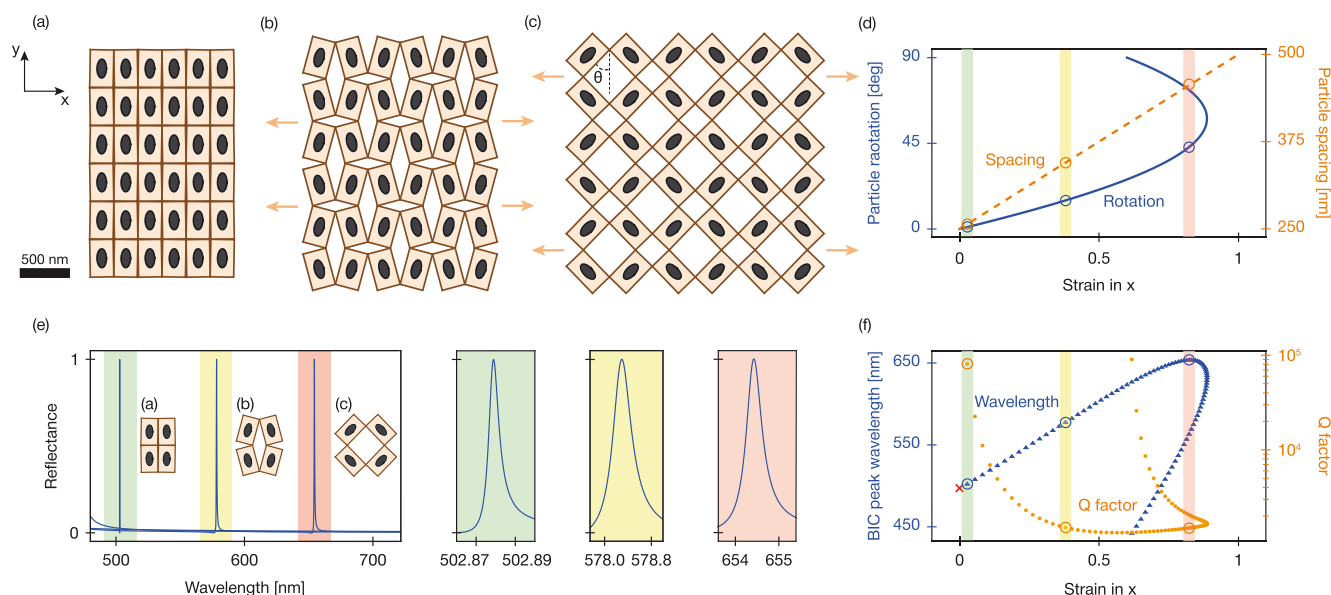 (a)
y
x
500 nm
(b)
(c)
θ
(d)
Particle raotation [deg]
90
45
0
Spacing
Rotation
500
375
250
Particle spacing [nm]
0
0.5
1
Strain in x
(e)
Reflectance
1
0
(a)
(b)
(c)
500
600
700
Wavelength [nm]
502.87
502.89
578.0
578.8
654
655
(f)
BIC peak wavelength [nm]
650
550
450
Wavelength
Q factor
10⁵
10⁴
Q factor
0
0.5
1
Strain in x